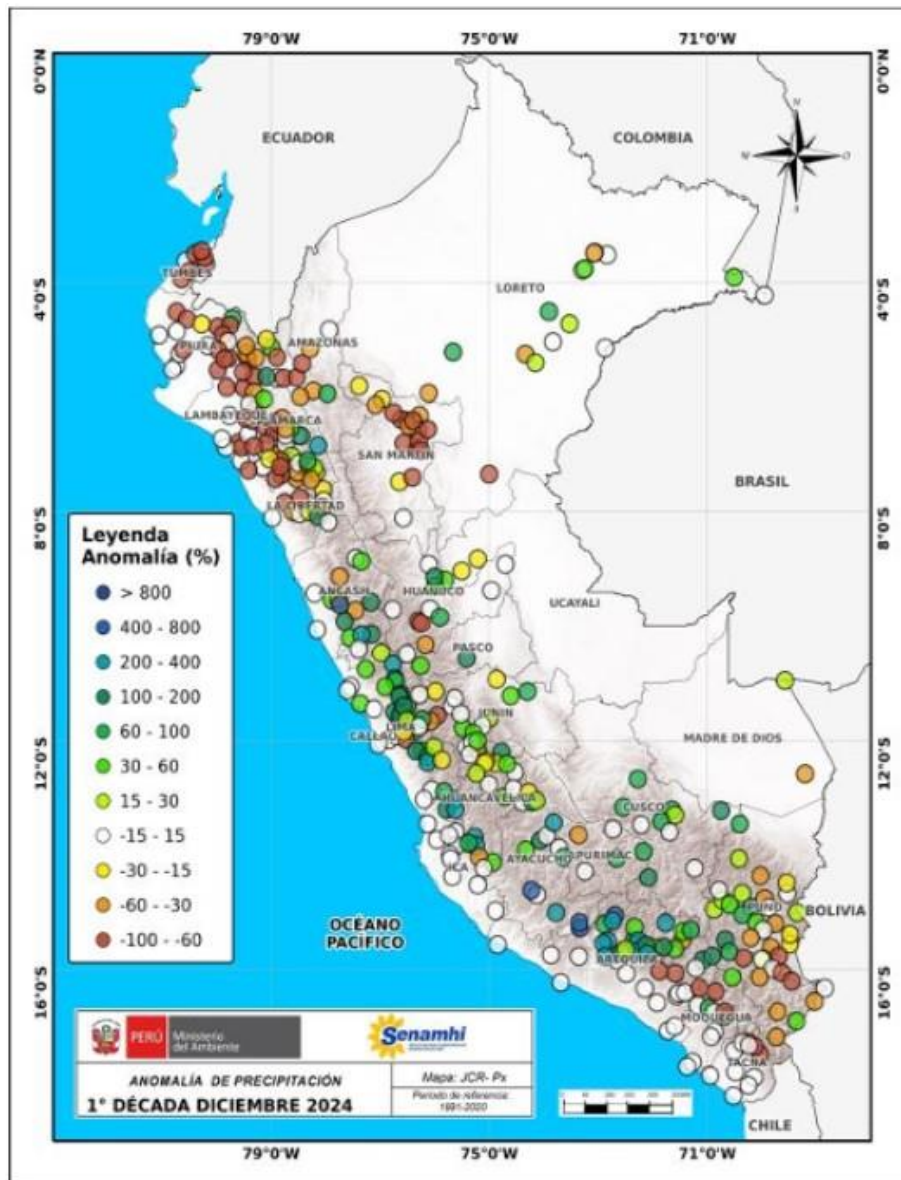 79°0'W 75°0'W 71°0'W
0°0'N 0°0'N
ECUADOR COLOMBIA
TUMBES
LORETO
4°0'S 4°0'S
PIURA AMAZONAS
LAMBAYEQUE CAJAMARCA
SAN MARTIN
BRASIL
LA LIBERTAD
8°0'S 8°0'S
Leyenda
Anomalía (%)
> 800
400 - 800
200 - 400
100 - 200
60 - 100
30 - 60
15 - 30
-15 - 15
-30 - -15
-60 - -30
-100 - -60
ANCASH HUANUCO
UCAYALI
PASCO
JUNIN
LIMA
CALLAO
MADRE DE DIOS
12°0'S 12°0'S
HUANCAVELICA CUSCO
ICA AYACUCHO APURIMAC
PUNO BOLIVIA
OCÉANO
PACÍFICO
AREQUIPA
16°0'S 16°0'S
MOQUEGUA
TACNA
PERÚ Ministerio
del Ambiente
Senamhi
ANOMALÍA DE PRECIPITACIÓN
1° DÉCADA DICIEMBRE 2024
Mapa: JCR- Px
Periodo de referencia:
1991-2020
CHILE
79°0'W 75°0'W 71°0'W